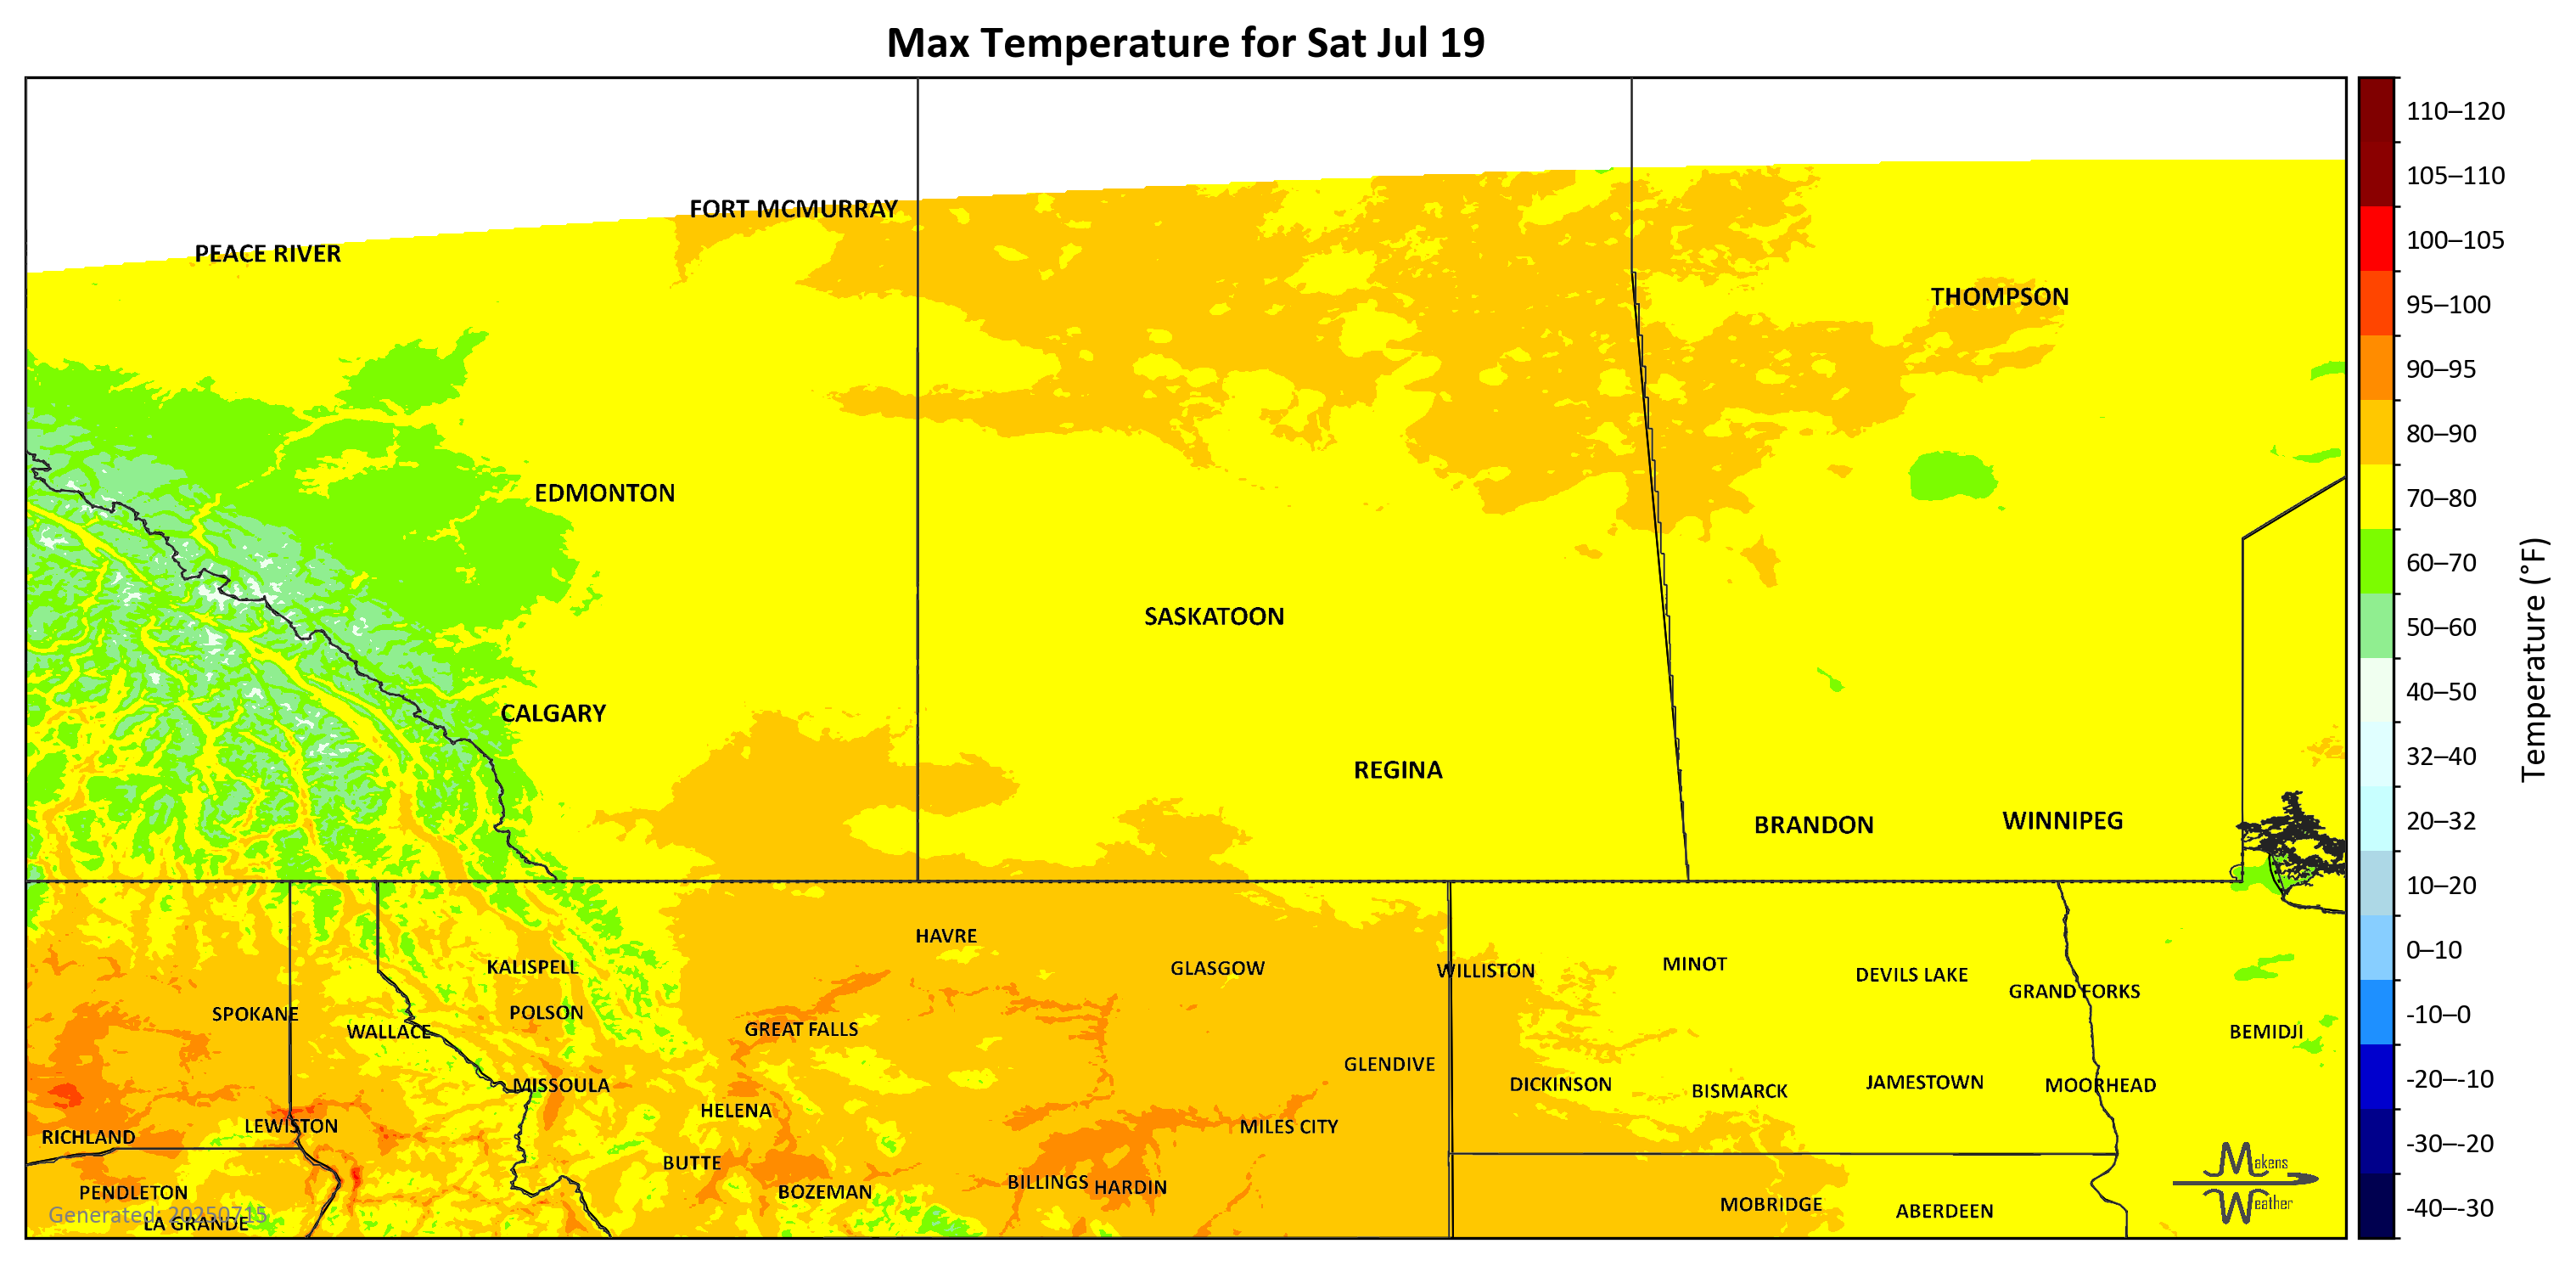 Max Temperature for Sat Jul 19
110–120
105–110
FORT MCMURRAY
100–105
PEACE RIVER
THOMPSON
95–100
90–95
80–90
EDMONTON
70–80
60–70
SASKATOON
50–60
40–50
CALGARY
32–40
REGINA
20–32
BRANDON
WINNIPEG
10–20
HAVRE
0–10
KALISPELL
GLASGOW
WILLISTON
MINOT
DEVILS LAKE
GRAND FORKS
SPOKANE
POLSON
-10–0
WALLACE
GREAT FALLS
BEMIDJI
GLENDIVE
-20–-10
MISSOULA
DICKINSON
BISMARCK
JAMESTOWN
MOORHEAD
HELENA
LEWISTON
MILES CITY
RICHLAND
-30–-20
BUTTE
Makens
Weather
PENDLETON
BOZEMAN
BILLINGS
HARDIN
MOBRIDGE
ABERDEEN
-40–-30
Generated: 20250715
LA GRANDE
Temperature (°F)